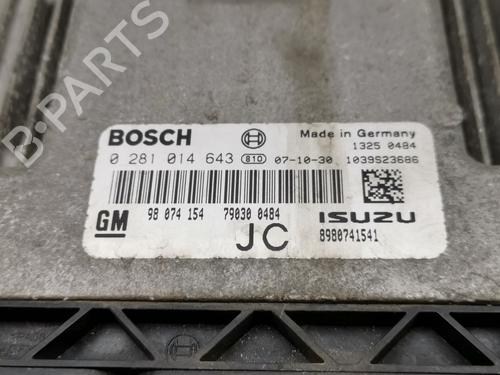 B-PARTS
BOSCH
Made in Germany
1325 0484
0 281 014 643 810 07-10-30 1039S23686
GM 98 074 154 79030 0484 ISUZU
JC 8980741541